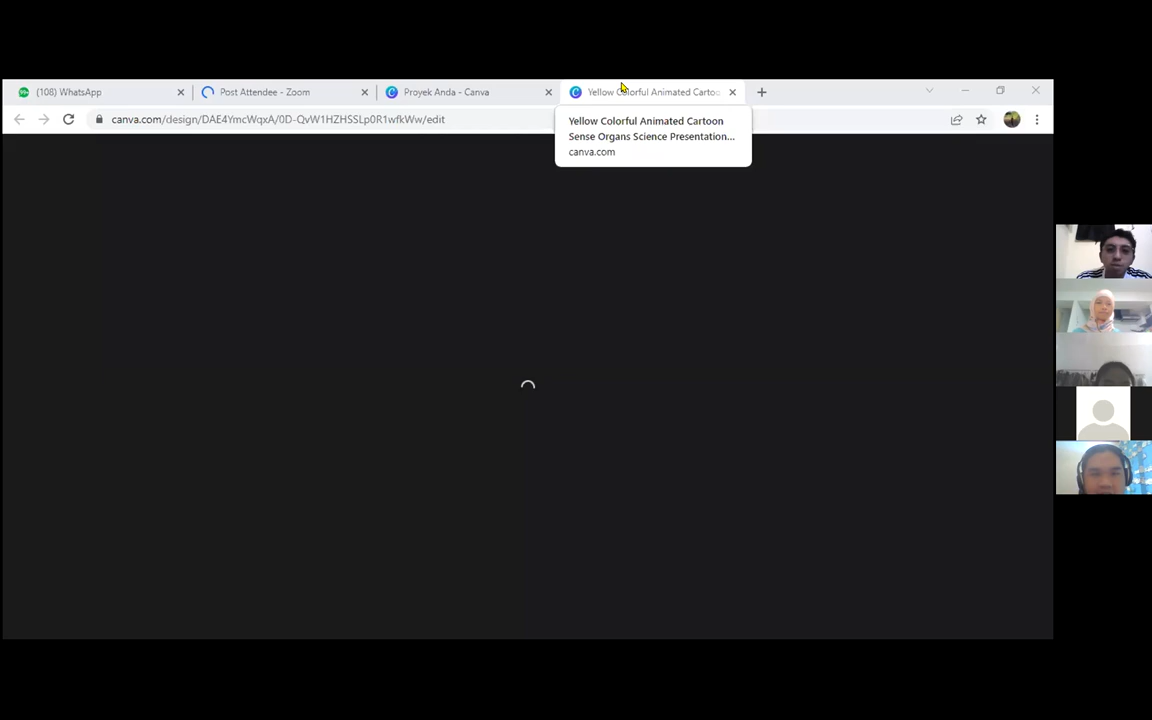 (108) WhatsApp
Post Attendee - Zoom
Proyek Anda - Canva
Yellow Colorful Animated Cartoo
canva.com/design/DAE4YmcWqxA/0D-QvW1HZHSSLp0R1wfkWw/edit
Yellow Colorful Animated Cartoon
Sense Organs Science Presentation...
canva.com